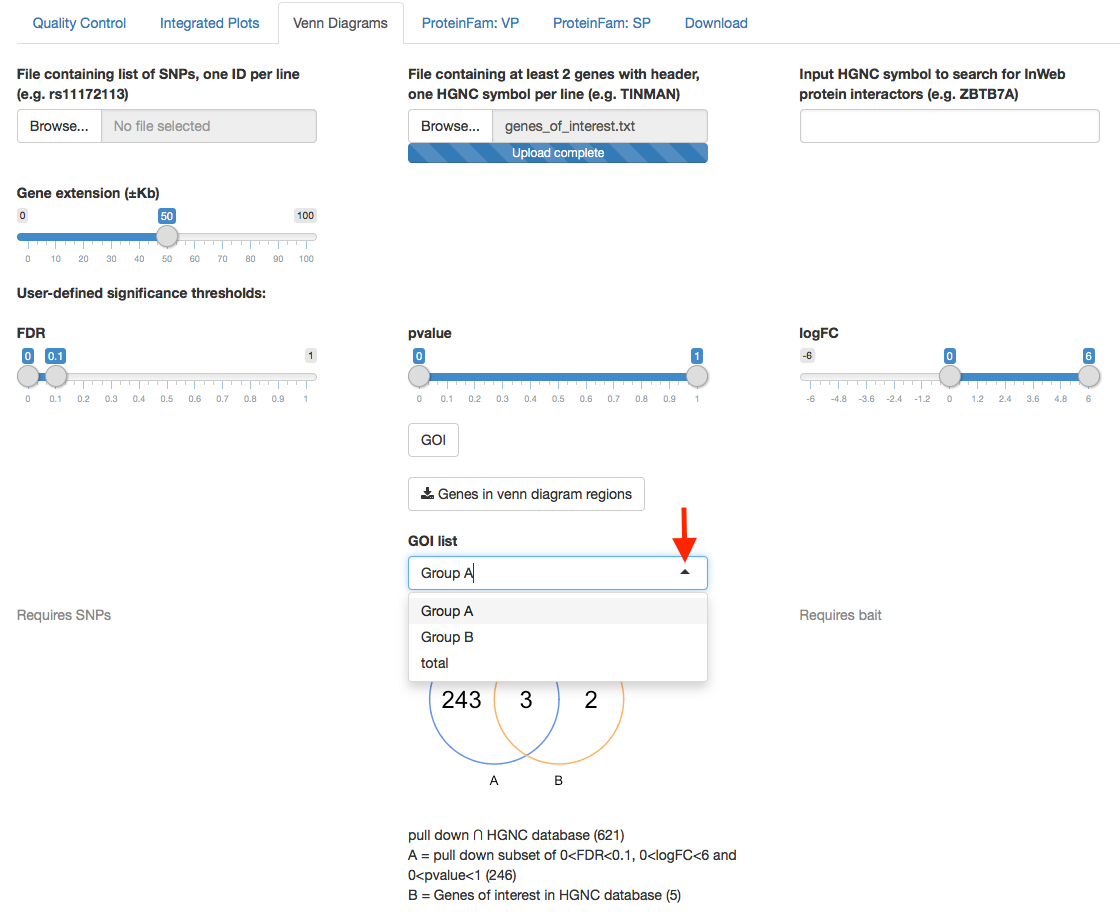 Quality Control
Integrated Plots
Venn Diagrams
ProteinFam: VP
ProteinFam: SP
Download
File containing list of SNPs, one ID per line
(e.g. rs11172113)
Browse...
No file selected
File containing at least 2 genes with header,
one HGNC symbol per line (e.g. TINMAN)
Browse...
genes_of_interest.txt
Upload complete
Input HGNC symbol to search for InWeb
protein interactors (e.g. ZBTB7A)
Gene extension (±Kb)
0 50 100
0 10 20 30 40 50 60 70 80 90 100
User-defined significance thresholds:
FDR
0 0.1 1
0 0.1 0.2 0.3 0.4 0.5 0.6 0.7 0.8 0.9 1
pvalue
0 1
0 0.1 0.2 0.3 0.4 0.5 0.6 0.7 0.8 0.9 1
logFC
-6 0 6
-6 -4.8 -3.6 -2.4 -1.2 0 1.2 2.4 3.6 4.8 6
GOI
Genes in venn diagram regions
GOI list
Group A
Group A
Group B
total
Requires SNPs
Requires bait
243 3 2
A B
pull down ∩ HGNC database (621)
A = pull down subset of 0<FDR<0.1, 0<logFC<6 and
0<pvalue<1 (246)
B = Genes of interest in HGNC database (5)